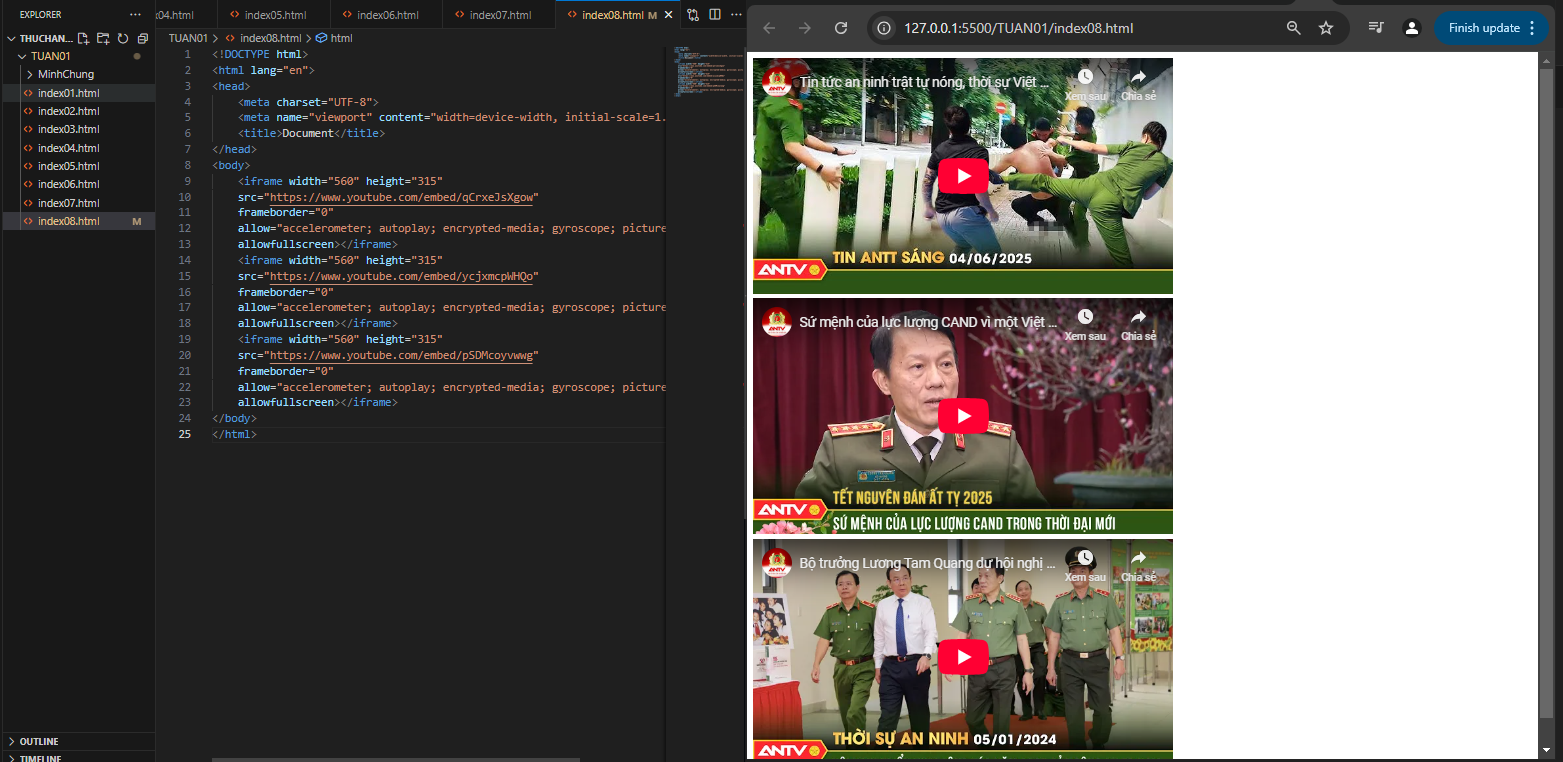 EXPLORER
THUCHAN...
TUAN01
MinhChung
index01.html
index02.html
index03.html
index04.html
index05.html
index06.html
index07.html
index08.html M
OUTLINE
TIMELINE
x04.html index05.html index06.html index07.html index08.html M
TUAN01 > index08.html > html
1 <!DOCTYPE html>
2 <html lang="en">
3 <head>
4 <meta charset="UTF-8">
5 <meta name="viewport" content="width=device-width, initial-scale=1.
6 <title>Document</title>
7 </head>
8 <body>
9 <iframe width="560" height="315"
10 src="https://www.youtube.com/embed/qCrxeJsXgow"
11 frameborder="0"
12 allow="accelerometer; autoplay; encrypted-media; gyroscope; picture
13 allowfullscreen></iframe>
14 <iframe width="560" height="315"
15 src="https://www.youtube.com/embed/ycjxmcpWHQo"
16 frameborder="0"
17 allow="accelerometer; autoplay; encrypted-media; gyroscope; picture
18 allowfullscreen></iframe>
19 <iframe width="560" height="315"
20 src="https://www.youtube.com/embed/pSDMcoyvwwg"
21 frameborder="0"
22 allow="accelerometer; autoplay; encrypted-media; gyroscope; picture
23 allowfullscreen></iframe>
24 </body>
25 </html>
127.0.0.1:5500/TUAN01/index08.html
Finish update
ANTV
Tin tức an ninh trật tự nóng, thời sự Việt ...
Xem sau Chia sẻ
TIN ANTT SÁNG 04/06/2025
ANTV
ANTV
Sứ mệnh của lực lượng CAND vì một Việt ...
Xem sau Chia sẻ
TẾT NGUYÊN ĐÁN ẤT TỴ 2025
ANTV
SỨ MỆNH CỦA LỰC LƯỢNG CAND TRONG THỜI ĐẠI MỚI
ANTV
Bộ trưởng Lương Tam Quang dự hội nghị ...
Xem sau Chia sẻ
THỜI SỰ AN NINH 05/01/2024
ANTV